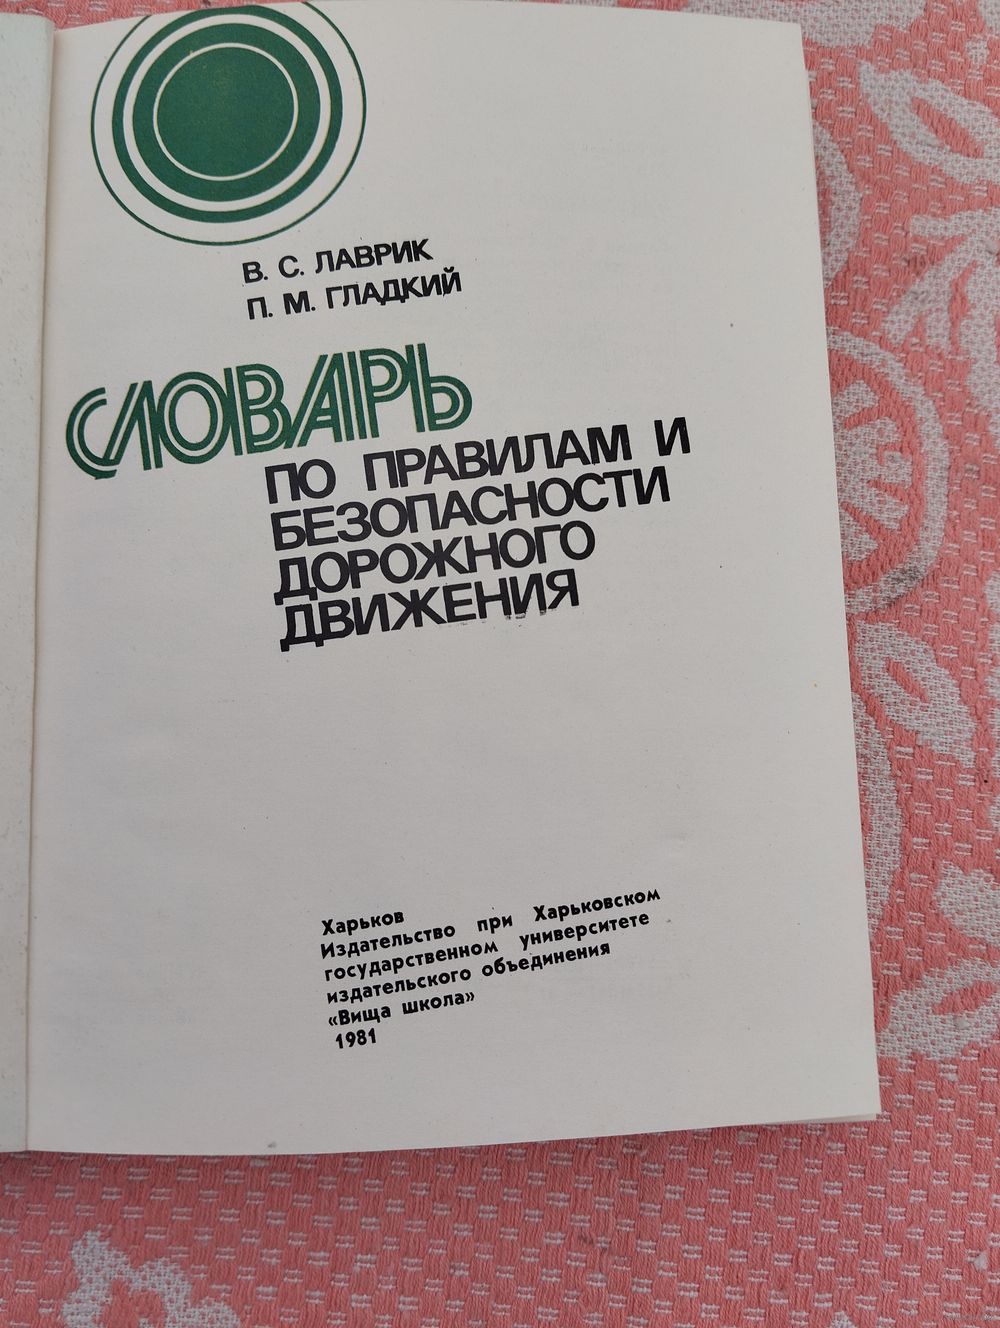 В. С. ЛАВРИК
П. М. ГЛАДКИЙ
СЛОВАРЬ
ПО ПРАВИЛАМ И
БЕЗОПАСНОСТИ
ДОРОЖНОГО
ДВИЖЕНИЯ
Харьков
Издательство при Харьковском
государственном университете
издательского объединения
«Вища школа»
1981